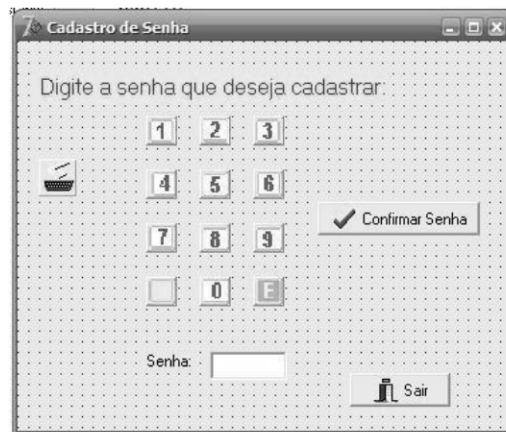 7 Cadastro de Senha
Digite a senha que deseja cadastrar:
1 2 3
4 5 6
7 8 9
0 E
Confirmar Senha
Senha:
Sair